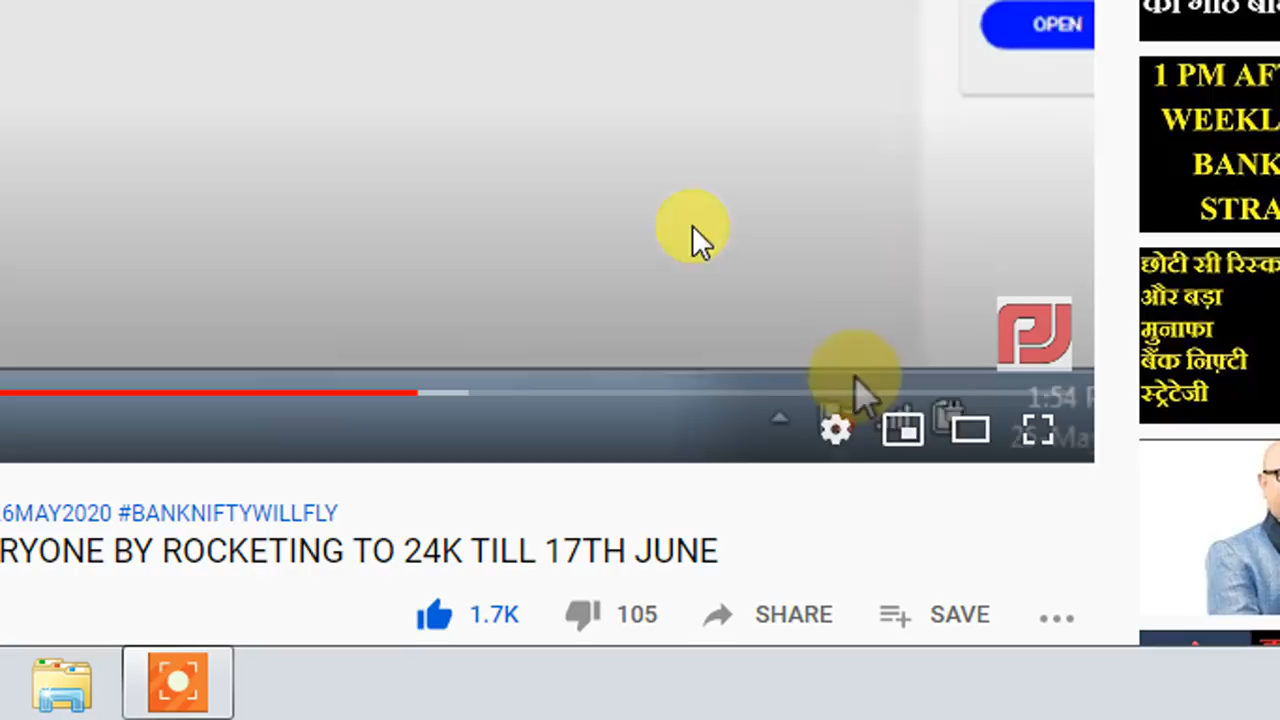 OPEN
1 PM
WEEKL
BANK
STRA
छोटी सी रिस्क
और बड़ा
मुनाफा
बैंक निफ़्टी
स्ट्रेटेजी
1:54
6MAY2020 #BANKNIFTYWILLFLY
RYONE BY ROCKETING TO 24K TILL 17TH JUNE
1.7K
105
SHARE
SAVE